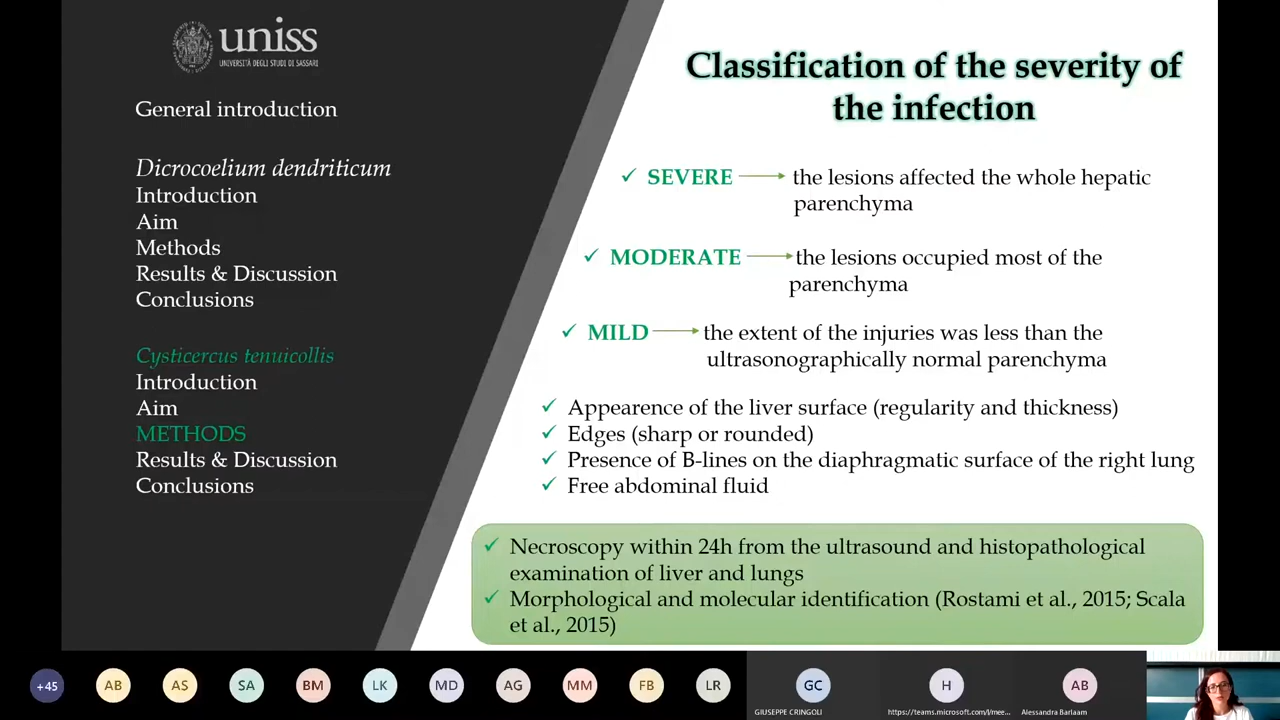 uniss
UNIVERSITÀ DEGLI STUDI DI SASSARI
General introduction
Dicrocoelium dendriticum
Introduction
Aim
Methods
Results & Discussion
Conclusions
Cysticercus tenuicollis
Introduction
Aim
METHODS
Results & Discussion
Conclusions
Classification of the severity of
the infection
✓ SEVERE → the lesions affected the whole hepatic
parenchyma
✓ MODERATE → the lesions occupied most of the
parenchyma
✓ MILD → the extent of the injuries was less than the
ultrasonographically normal parenchyma
✓ Appearence of the liver surface (regularity and thickness)
✓ Edges (sharp or rounded)
✓ Presence of B-lines on the diaphragmatic surface of the right lung
✓ Free abdominal fluid
✓ Necroscopy within 24h from the ultrasound and histopathological
examination of liver and lungs
✓ Morphological and molecular identification (Rostami et al., 2015; Scala
et al., 2015)
+45 AB AS SA BM LK MD AG MM FB LR GC H AB
GIUSEPPE CRINGOLI https://teams.microsoft.com/l/mee... Alessandra Barlaam